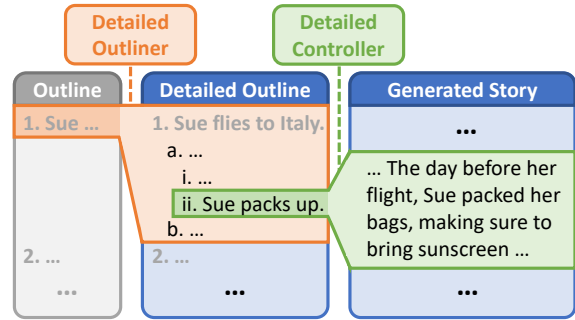 Detailed
Outliner
Detailed
Controller
Outline
1. Sue ...
2. ...
...
Detailed Outline
1. Sue flies to Italy.
a. ...
i. ...
ii. Sue packs up.
b. ...
2. ...
...
Generated Story
...
... The day before her
flight, Sue packed her
bags, making sure to
bring sunscreen ...
...